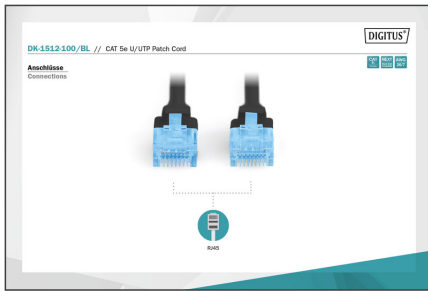 DIGITUS®
DK-1512-100/BL // CAT 5e U/UTP Patch Cord
Anschlüsse
Connections
RJ45